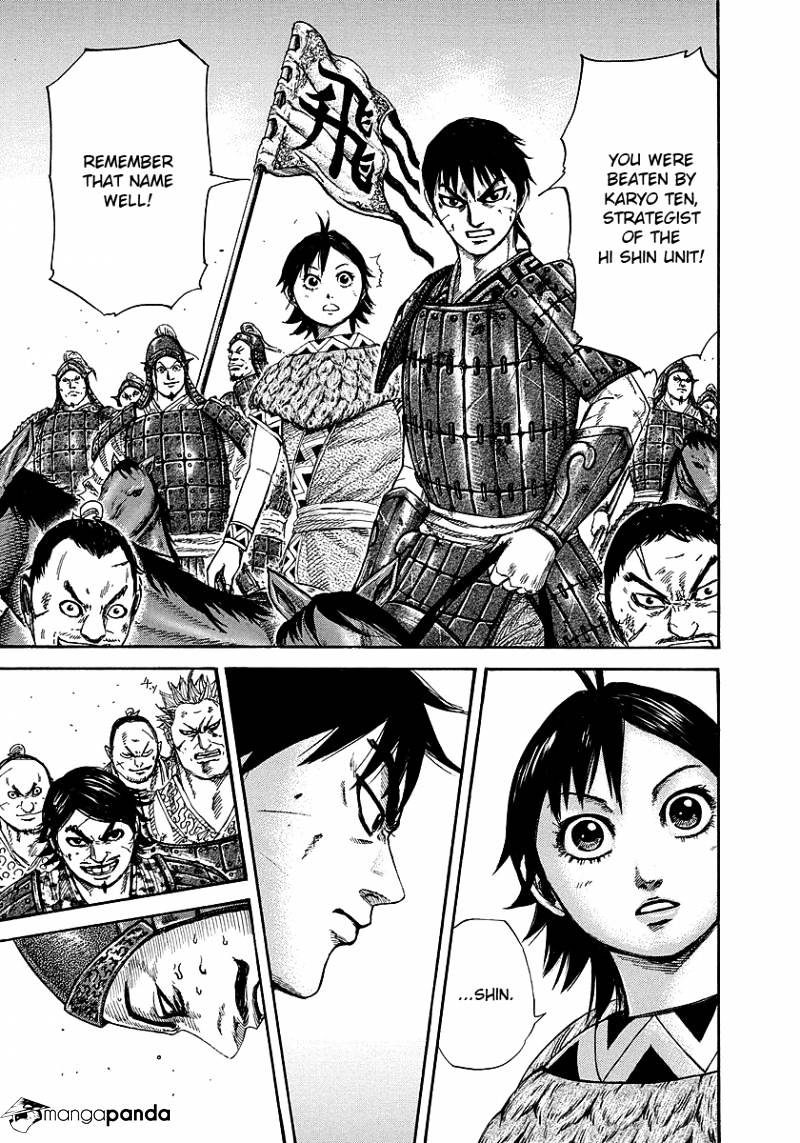 YOU WERE
BEATEN BY
KARYO TEN,
STRATEGIST
OF THE
HI SHIN UNIT!
REMEMBER
THAT NAME
WELL!
飛
...SHIN.
mangapanda